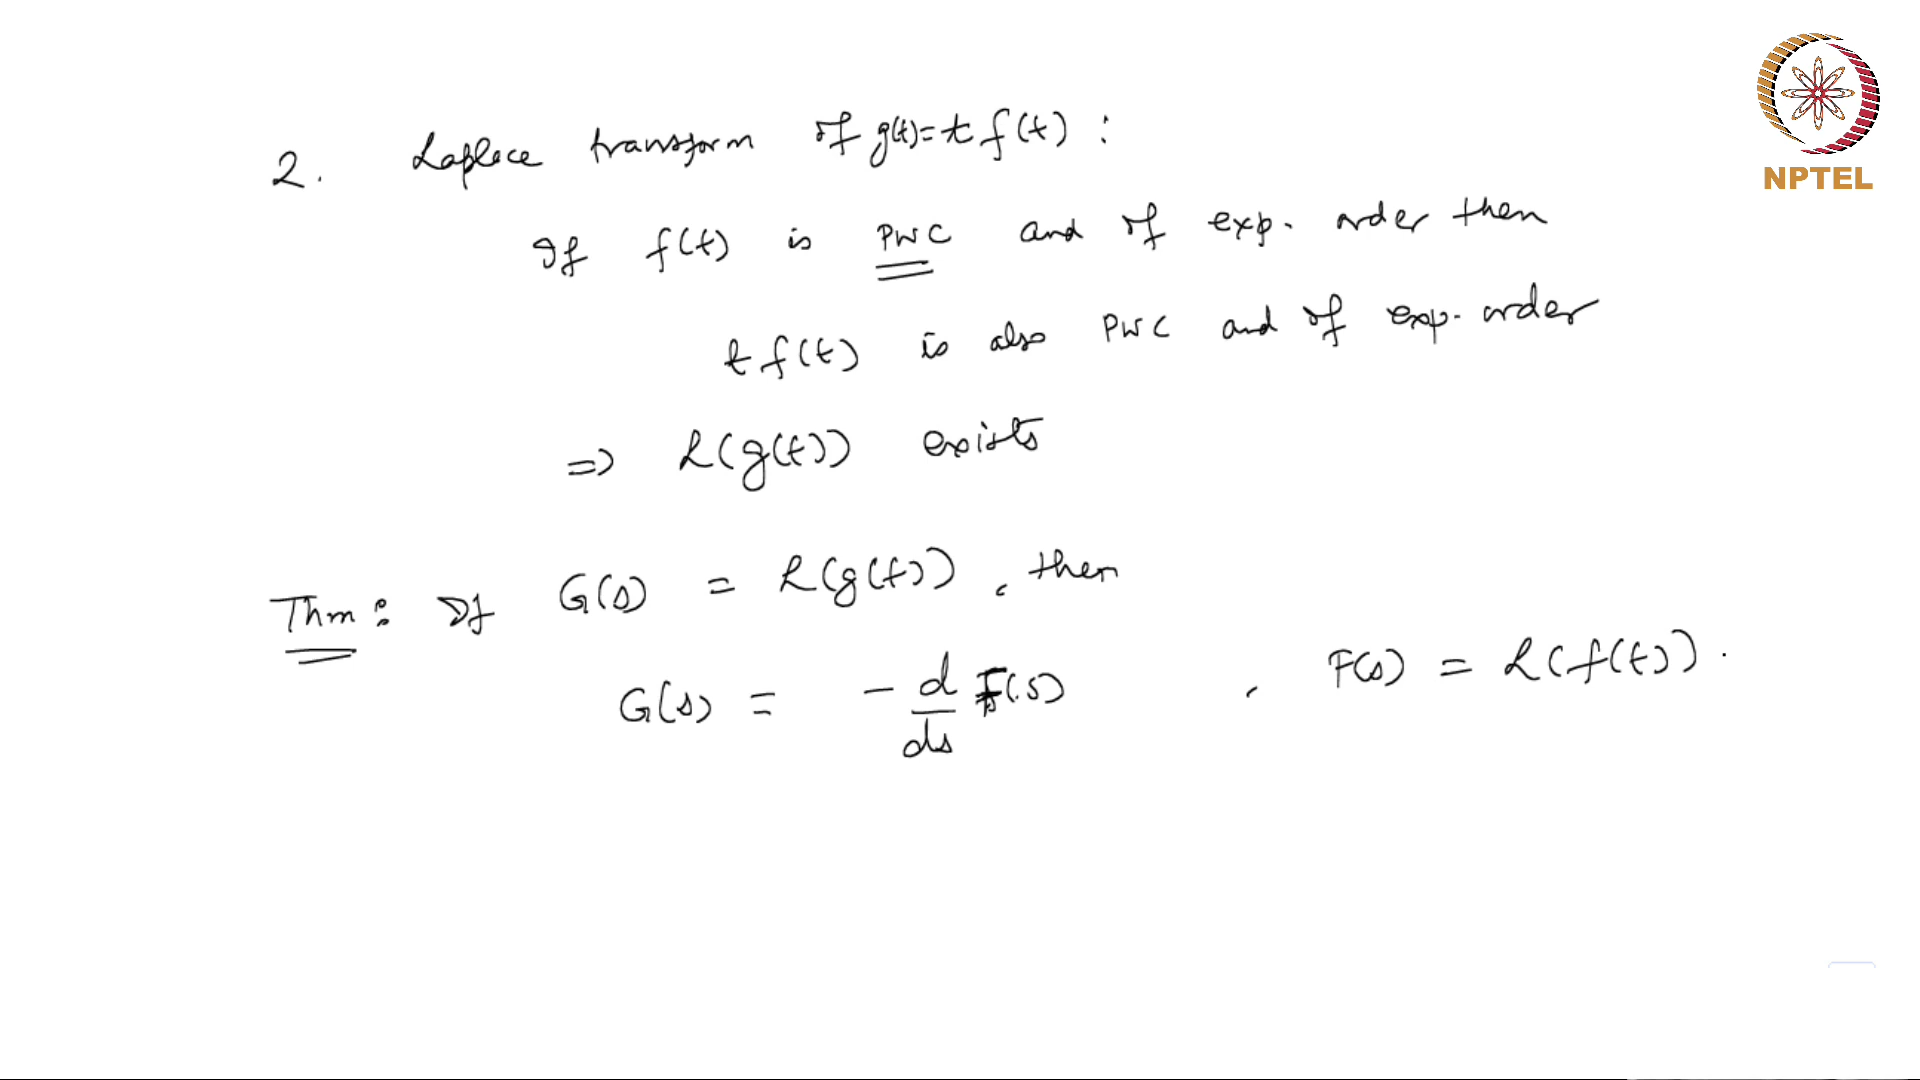 2. Laplace transform of g(t)=t f(t) :
If f(t) is PWC and of exp. order then
t f(t) is also PWC and of exp. order
=> L(g(t)) exists
Thm: If G(s) = L(g(t)), then
G(s) = - d/ds F(s) , F(s) = L(f(t)).
NPTEL